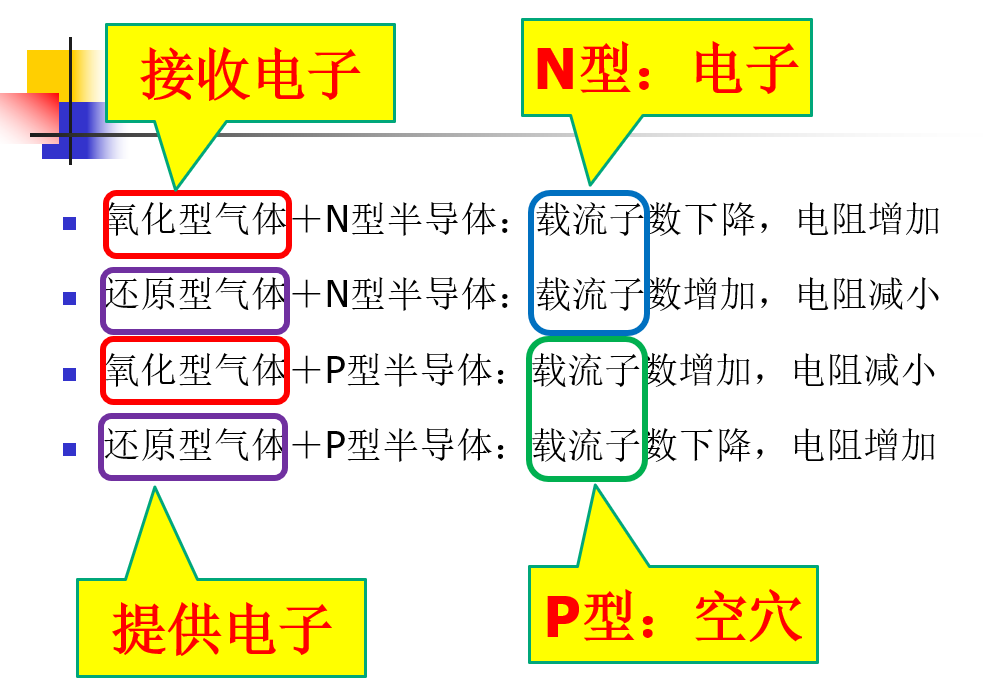 接收电子
N型：电子
氧化型气体＋N型半导体：载流子数下降，电阻增加
还原型气体＋N型半导体：载流子数增加，电阻减小
氧化型气体＋P型半导体：载流子数增加，电阻减小
还原型气体＋P型半导体：载流子数下降，电阻增加
提供电子
P型：空穴